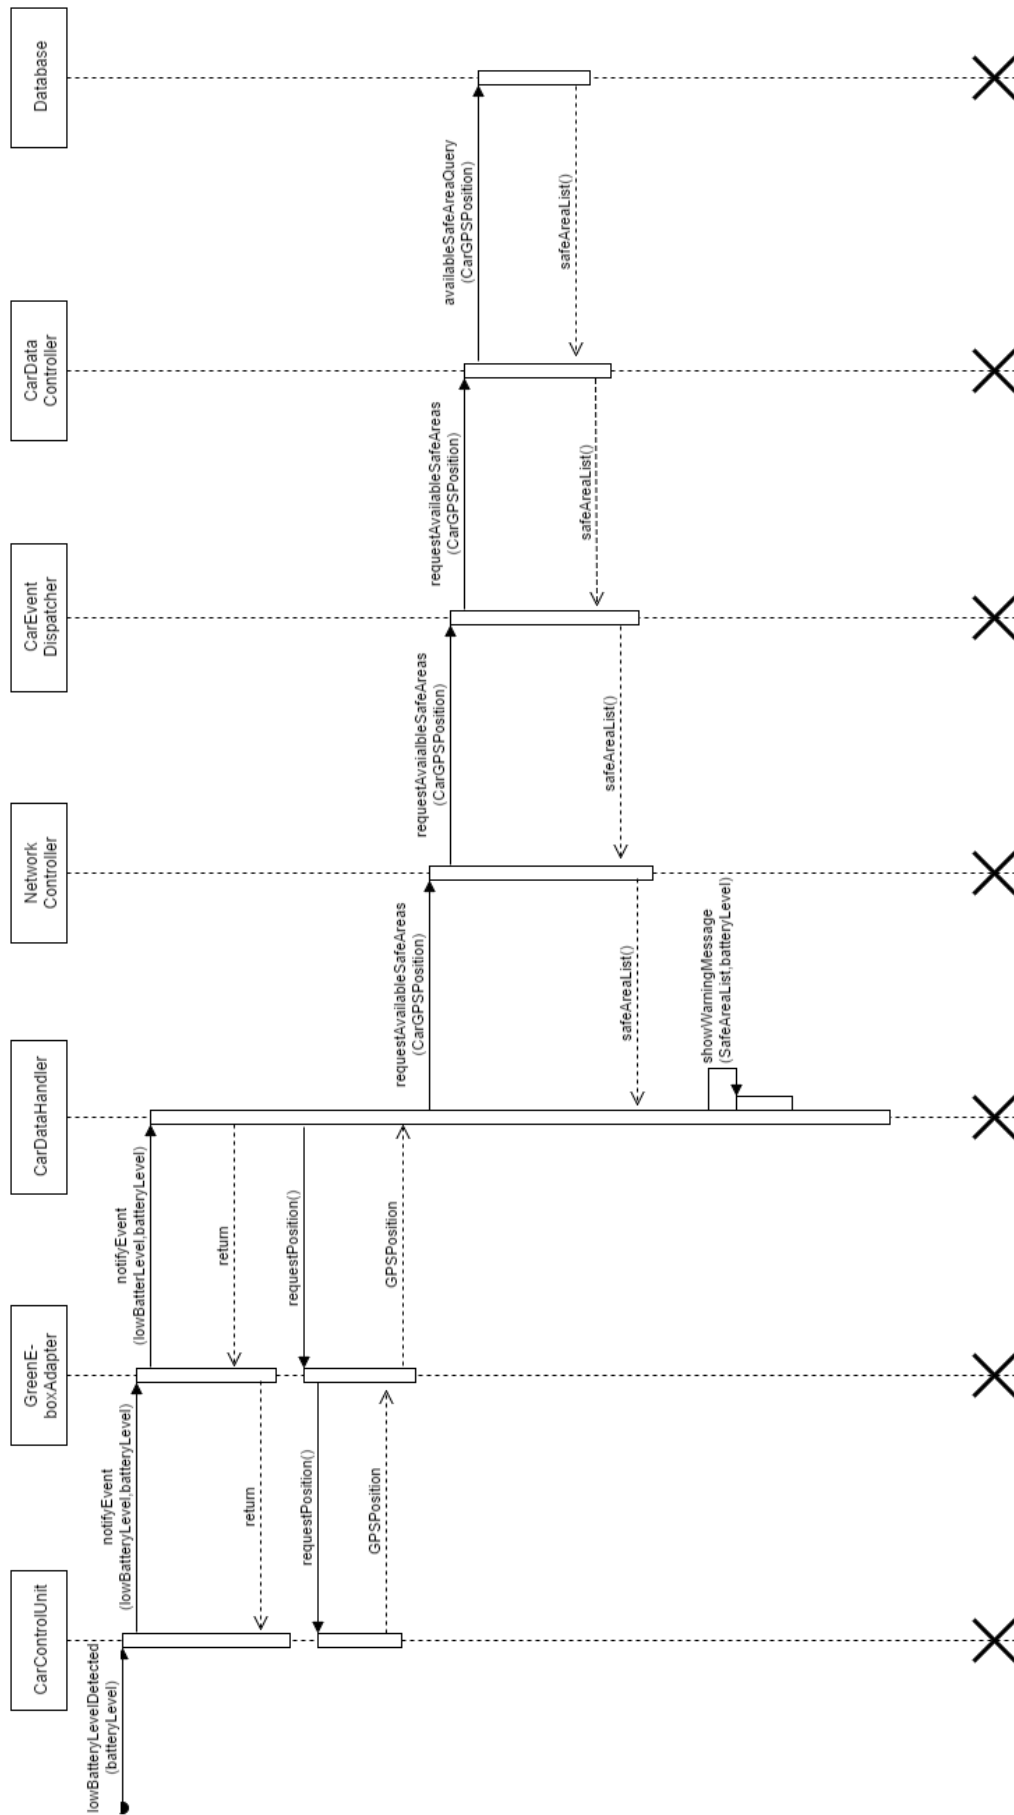 CarControlUnit
GreenE-
boxAdapter
CarDataHandler
Network
Controller
CarEvent
Dispatcher
CarData
Controller
Database
lowBatteryLevelDetected
(batteryLevel)
notifyEvent
(lowBatteryLevel,batteryLevel)
notifyEvent
(lowBatterLevel,batteryLevel)
return
return
requestPosition()
requestPosition()
GPSPosition
GPSPosition
requestAvailableSafeAreas
(CarGPSPosition)
requestAvaialbleSafeAreas
(CarGPSPosition)
requestAvailableSafeAreas
(CarGPSPosition)
availableSafeAreaQuery
(CarGPSPosition)
safeAreaList()
safeAreaList()
safeAreaList()
safeAreaList()
showWarningMessage
(SafeAreaList,batteryLevel)